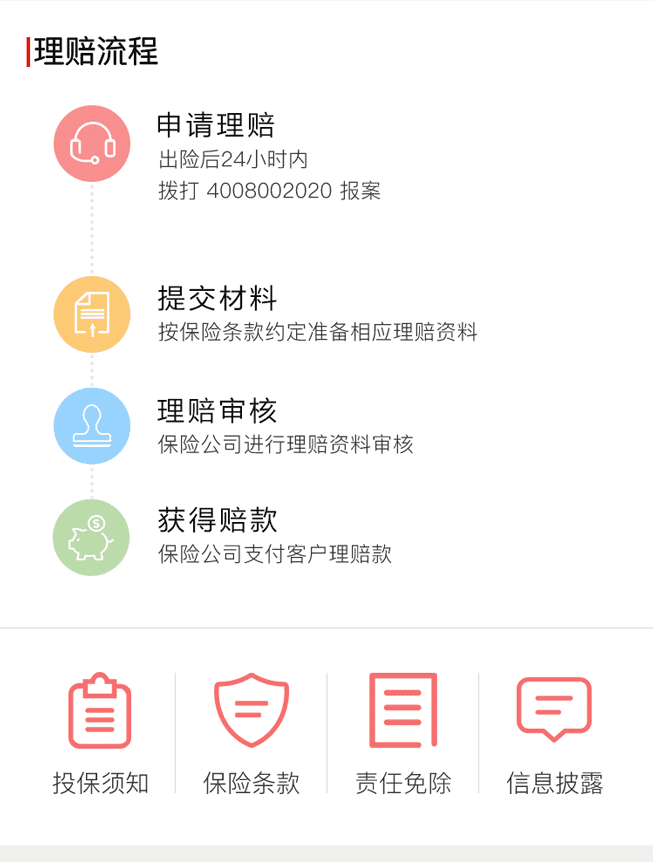 理赔流程
申请理赔
出险后24小时内
拨打 4008002020 报案
提交材料
按保险条款约定准备相应理赔资料
理赔审核
保险公司进行理赔资料审核
S
获得赔款
保险公司支付客户理赔款
投保须知 保险条款 责任免除 信息披露